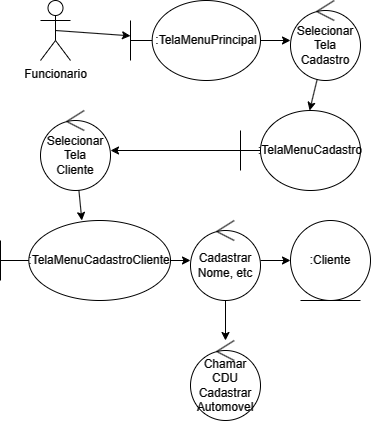 Funcionario
:TelaMenuPrincipal
Selecionar
Tela
Cadastro
:TelaMenuCadastro
Selecionar
Tela
Cliente
:TelaMenuCadastroCliente
Cadastrar
Nome, etc
:Cliente
Chamar
CDU
Cadastrar
Automovel